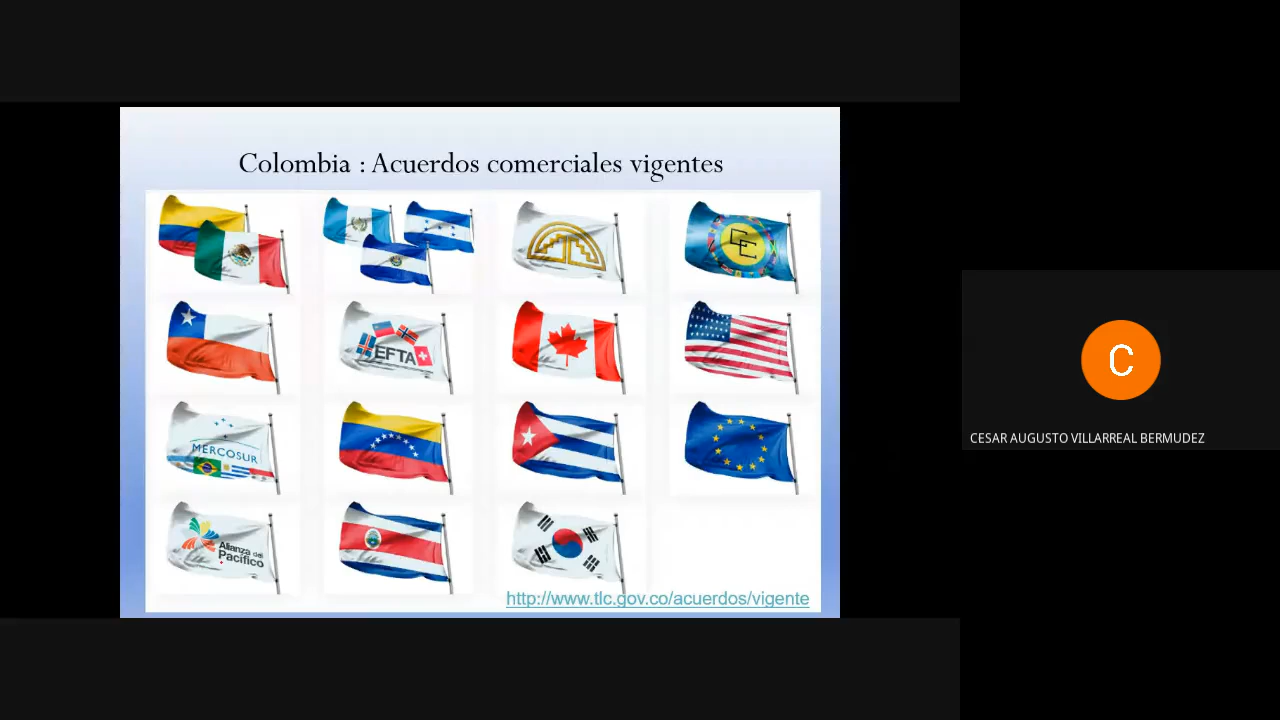 Colombia : Acuerdos comerciales vigentes
EFTA
MERCOSUR
Alianza del
Pacífico
http://www.tlc.gov.co/acuerdos/vigente
C
CESAR AUGUSTO VILLARREAL BERMUDEZ